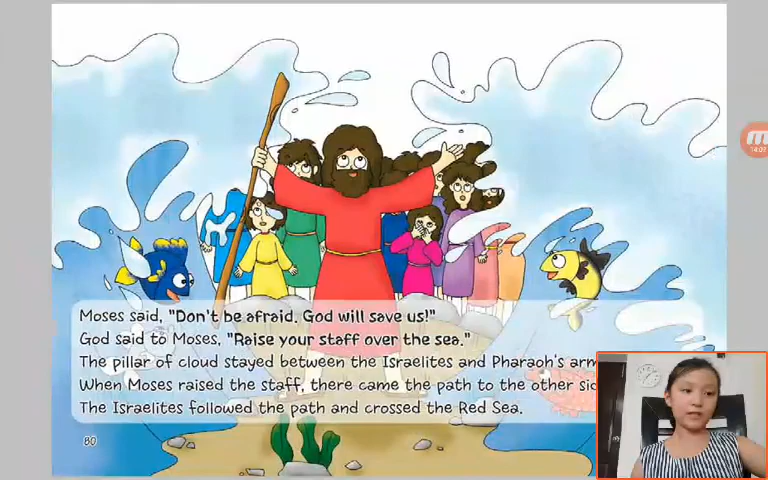 Moses said, "Don't be afraid, God will save us!"
God said to Moses, "Raise your staff over the sea."
The pillar of cloud stayed between the Israelites and Pharaoh's
When Moses raised the staff, there came the path to the other
The Israelites followed the path and crossed the Red Sea.
80